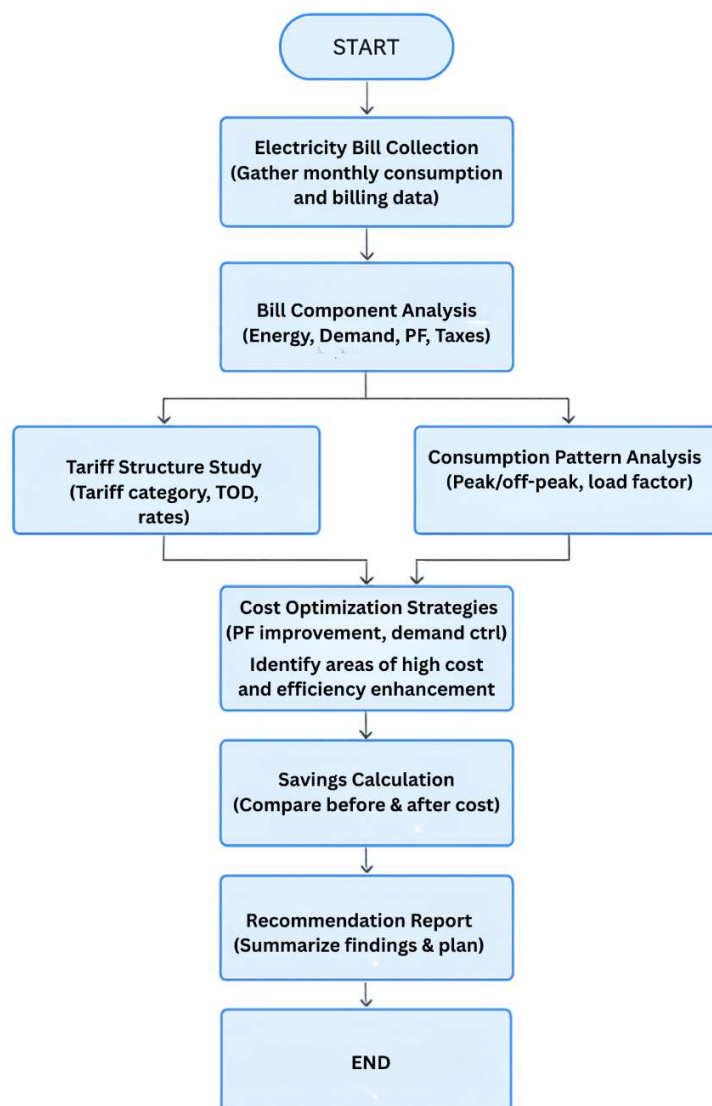 START
Electricity Bill Collection
(Gather monthly consumption
and billing data)
Bill Component Analysis
(Energy, Demand, PF, Taxes)
Tariff Structure Study
(Tariff category, TOD,
rates)
Consumption Pattern Analysis
(Peak/off-peak, load factor)
Cost Optimization Strategies
(PF improvement, demand ctrl)
Identify areas of high cost
and efficiency enhancement
Savings Calculation
(Compare before & after cost)
Recommendation Report
(Summarize findings & plan)
END